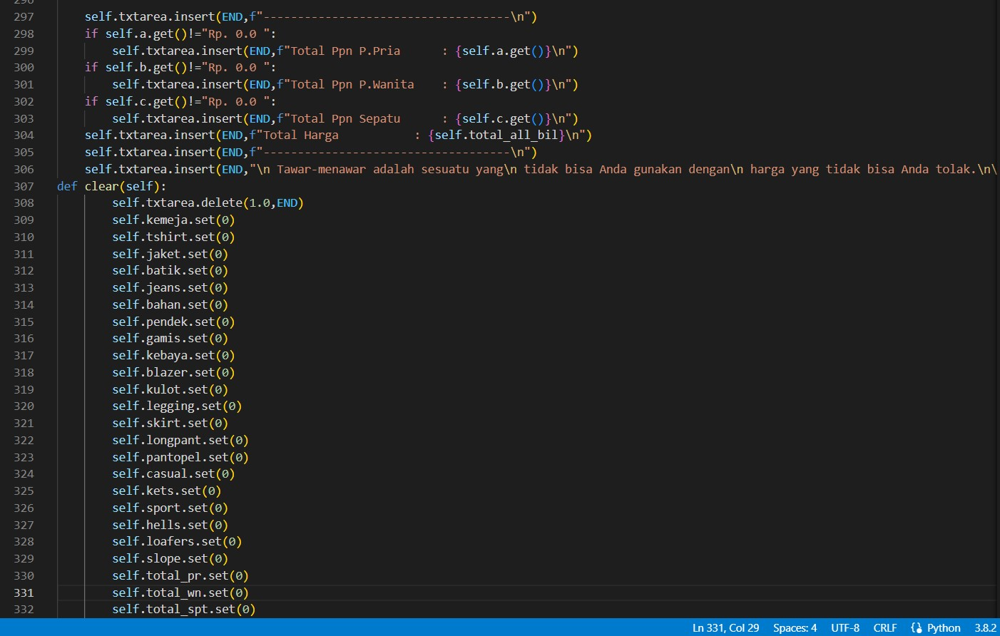 296
297 self.txtarea.insert(END,f"------------------------------------\n")
298 if self.a.get()!="Rp. 0.0 ":
299 self.txtarea.insert(END,f"Total Ppn P.Pria      : {self.a.get()}\n")
300 if self.b.get()!="Rp. 0.0 ":
301 self.txtarea.insert(END,f"Total Ppn P.Wanita    : {self.b.get()}\n")
302 if self.c.get()!="Rp. 0.0 ":
303 self.txtarea.insert(END,f"Total Ppn Sepatu      : {self.c.get()}\n")
304 self.txtarea.insert(END,f"Total Harga           : {self.total_all_bil}\n")
305 self.txtarea.insert(END,f"------------------------------------\n")
306 self.txtarea.insert(END,"\n Tawar-menawar adalah sesuatu yang\n tidak bisa Anda gunakan dengan\n harga yang tidak bisa Anda tolak.\n\
307 def clear(self):
308 self.txtarea.delete(1.0,END)
309 self.kemeja.set(0)
310 self.tshirt.set(0)
311 self.jaket.set(0)
312 self.batik.set(0)
313 self.jeans.set(0)
314 self.bahan.set(0)
315 self.pendek.set(0)
316 self.gamis.set(0)
317 self.kebaya.set(0)
318 self.blazer.set(0)
319 self.kulot.set(0)
320 self.legging.set(0)
321 self.skirt.set(0)
322 self.longpant.set(0)
323 self.pantopel.set(0)
324 self.casual.set(0)
325 self.kets.set(0)
326 self.sport.set(0)
327 self.hells.set(0)
328 self.loafers.set(0)
329 self.slope.set(0)
330 self.total_pr.set(0)
331 self.total_wn.set(0)
332 self.total_spt.set(0)
Ln 331, Col 29 Spaces: 4 UTF-8 CRLF Python 3.8.2